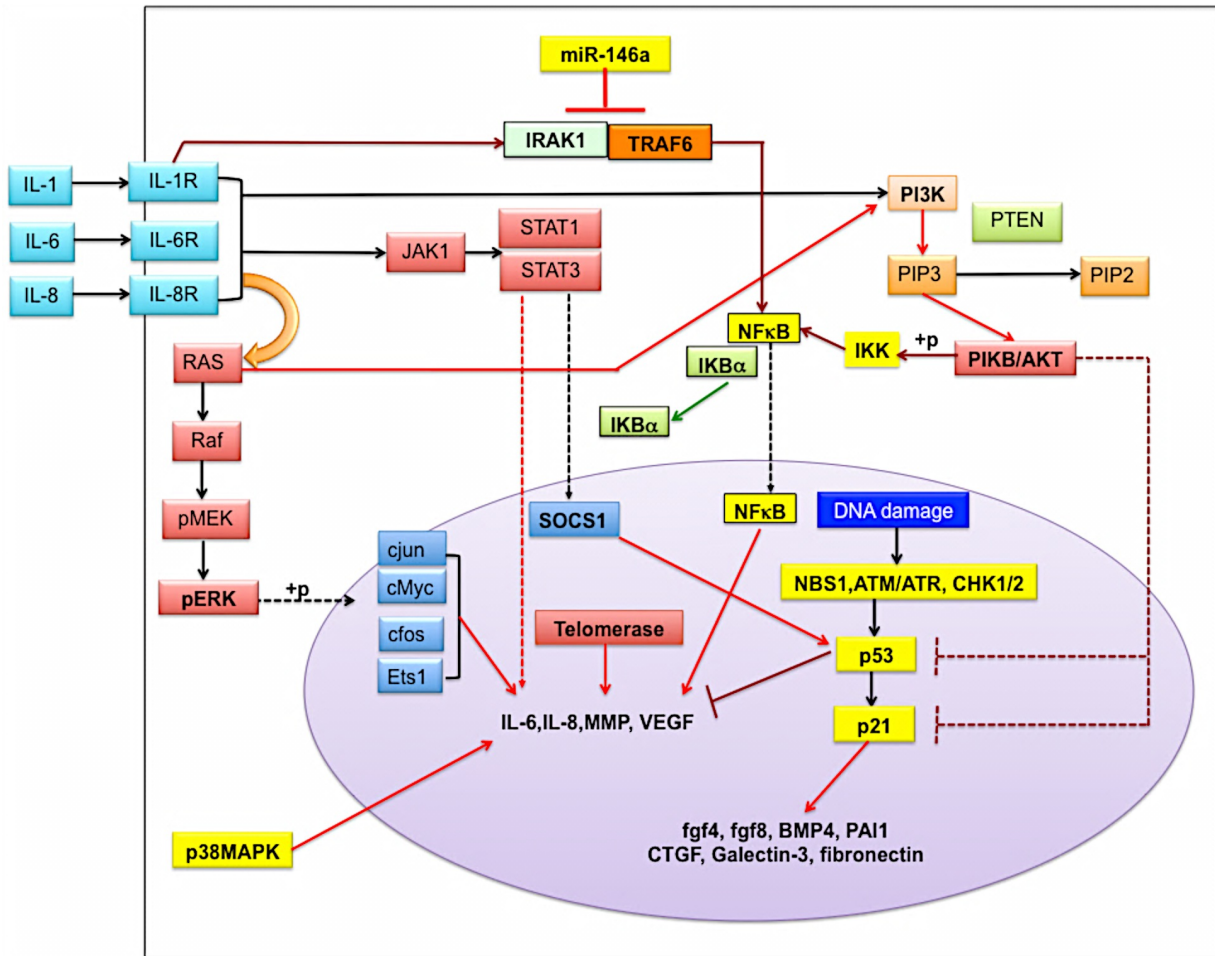 miR-146a
IRAK1
TRAF6
IL-1
IL-1R
IL-6
IL-6R
IL-8
IL-8R
JAK1
STAT1
STAT3
PI3K
PTEN
PIP3
PIP2
NFκB
IKK
+p
PIKB/AKT
IKBα
IKBα
RAS
Raf
pMEK
pERK
+p
cjun
cMyc
cfos
Ets1
SOCS1
NFκB
DNA damage
NBS1,ATM/ATR, CHK1/2
Telomerase
p53
p21
IL-6,IL-8,MMP, VEGF
p38MAPK
fgf4, fgf8, BMP4, PAI1
CTGF, Galectin-3, fibronectin